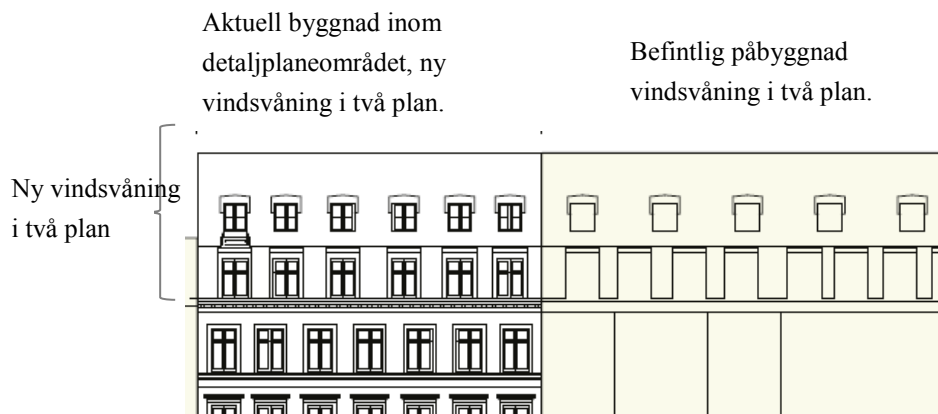 Aktuell byggnad inom
detaljplaneområdet, ny
vindsvåning i två plan.
Befintlig påbyggnad
vindsvåning i två plan.
Ny vindsvåning
i två plan